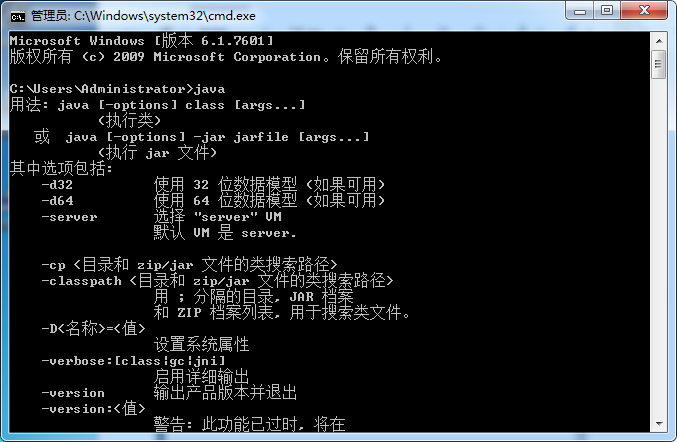 管理员: C:\Windows\system32\cmd.exe
Microsoft Windows [版本 6.1.7601]
版权所有 (c) 2009 Microsoft Corporation。保留所有权利。
C:\Users\Administrator>java
用法: java [-options] class [args...]
(执行类)
或  java [-options] -jar jarfile [args...]
(执行 jar 文件)
其中选项包括:
-d32          使用 32 位数据模型 (如果可用)
-d64          使用 64 位数据模型 (如果可用)
-server       选择 "server" VM
默认 VM 是 server.
-cp <目录和 zip/jar 文件的类搜索路径>
-classpath <目录和 zip/jar 文件的类搜索路径>
用 ; 分隔的目录, JAR 档案
和 ZIP 档案列表, 用于搜索类文件。
-D<名称>=<值>
设置系统属性
-verbose:[class|gc|jni]
启用详细输出
-version      输出产品版本并退出
-version:<值>
警告: 此功能已过时, 将在